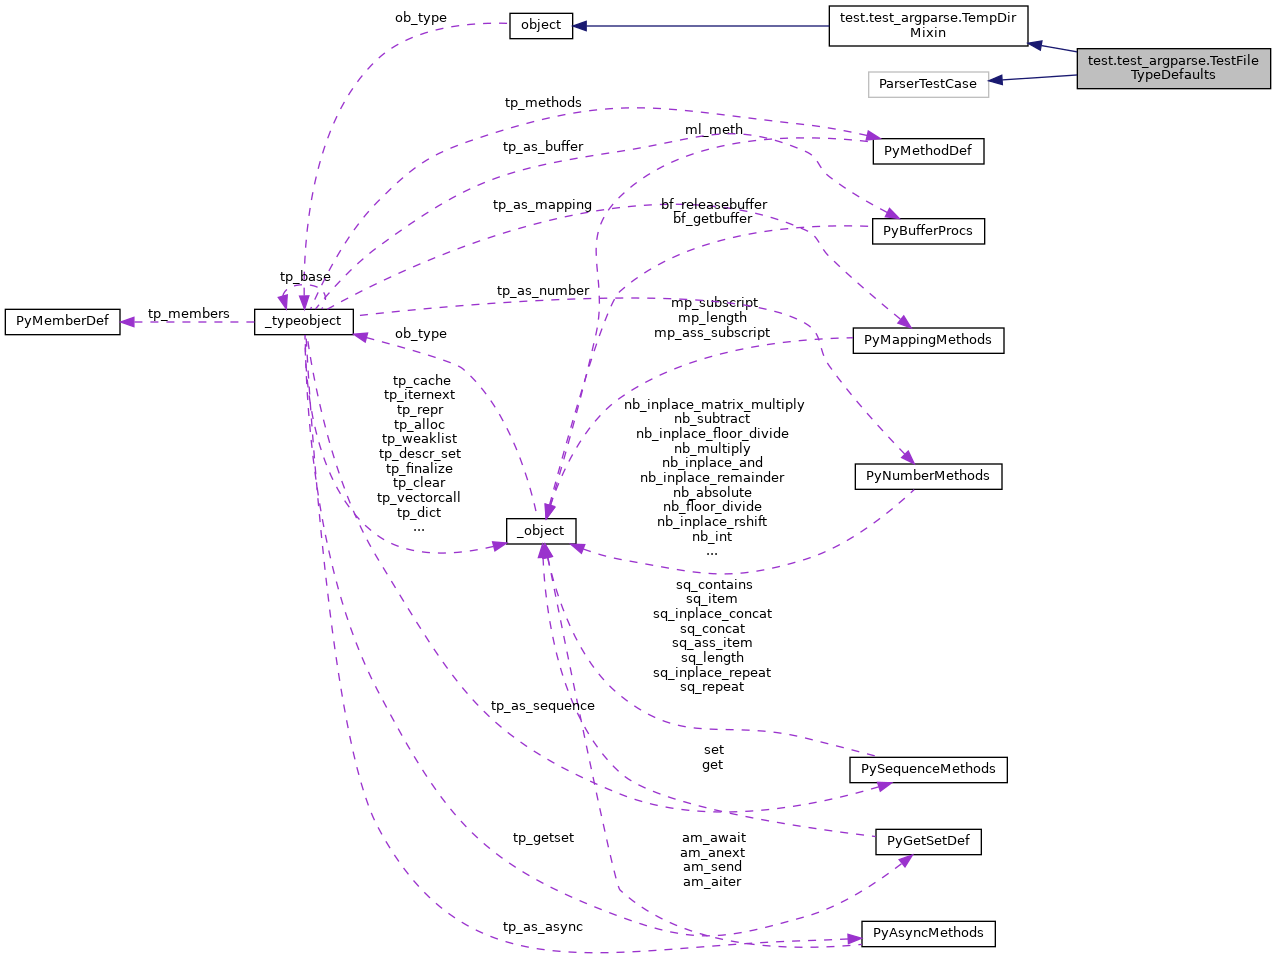 ob_type
object
test.test_argparse.TempDir
Mixin
test.test_argparse.TestFile
TypeDefaults
ParserTestCase
tp_methods
ml_meth
tp_as_buffer
PyMethodDef
tp_as_mapping
bf_releasebuffer
bf_getbuffer
PyBufferProcs
tp_base
tp_as_number
mp_subscript
mp_length
mp_ass_subscript
PyMemberDef
tp_members
_typeobject
ob_type
PyMappingMethods
tp_cache
tp_iternext
tp_repr
tp_alloc
tp_weaklist
tp_descr_set
tp_finalize
tp_clear
tp_vectorcall
tp_dict
...
nb_inplace_matrix_multiply
nb_subtract
nb_inplace_floor_divide
nb_multiply
nb_inplace_and
nb_inplace_remainder
nb_absolute
nb_floor_divide
nb_inplace_rshift
nb_int
...
PyNumberMethods
_object
sq_contains
sq_item
sq_inplace_concat
sq_concat
sq_ass_item
sq_length
sq_inplace_repeat
sq_repeat
tp_as_sequence
set
get
PySequenceMethods
tp_getset
am_await
am_anext
am_send
am_aiter
PyGetSetDef
tp_as_async
PyAsyncMethods